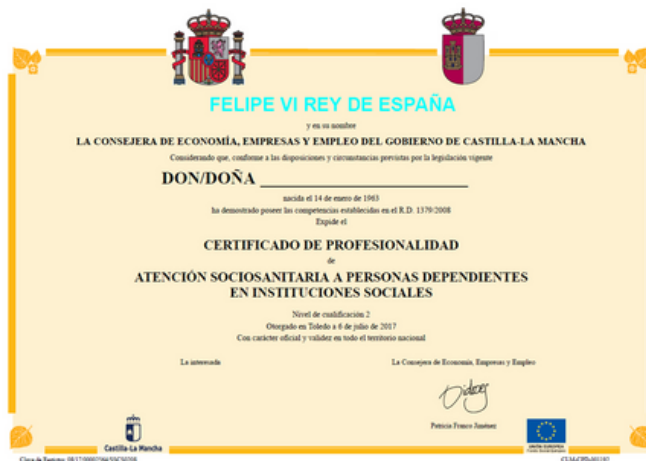 FELIPE VI REY DE ESPAÑA
y en su nombre
LA CONSEJERA DE ECONOMÍA, EMPRESAS Y EMPLEO DEL GOBIERNO DE CASTILLA-LA MANCHA
Considerando que, conforme a las disposiciones y circunstancias previstas por la legislación vigente
DON/DOÑA
nacida el 14 de enero de 1963
ha demostrado poseer las competencias establecidas en el R.D. 1379/2008
Expide el
CERTIFICADO DE PROFESIONALIDAD
de
ATENCIÓN SOCIOSANITARIA A PERSONAS DEPENDIENTES
EN INSTITUCIONES SOCIALES
Nivel de cualificación 2
Otorgado en Toledo a 6 de julio de 2017
Con carácter oficial y validez en todo el territorio nacional
La interesada
La Consejera de Economía, Empresas y Empleo
Patricia Franco Jiménez
Castilla-La Mancha
UNIÓN EUROPEA
Clave de Registro: